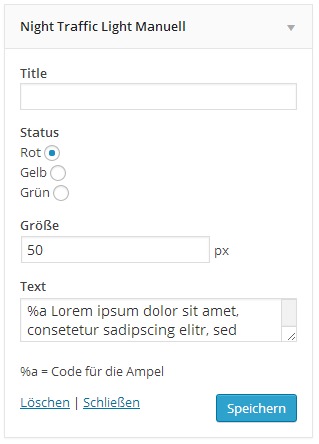 Night Traffic Light Manuell
Title
Status
Rot
Gelb
Grün
Größe
50 px
Text
%a Lorem ipsum dolor sit amet,
consetetur sadipscing elitr, sed
%a = Code für die Ampel
Löschen | Schließen
Speichern